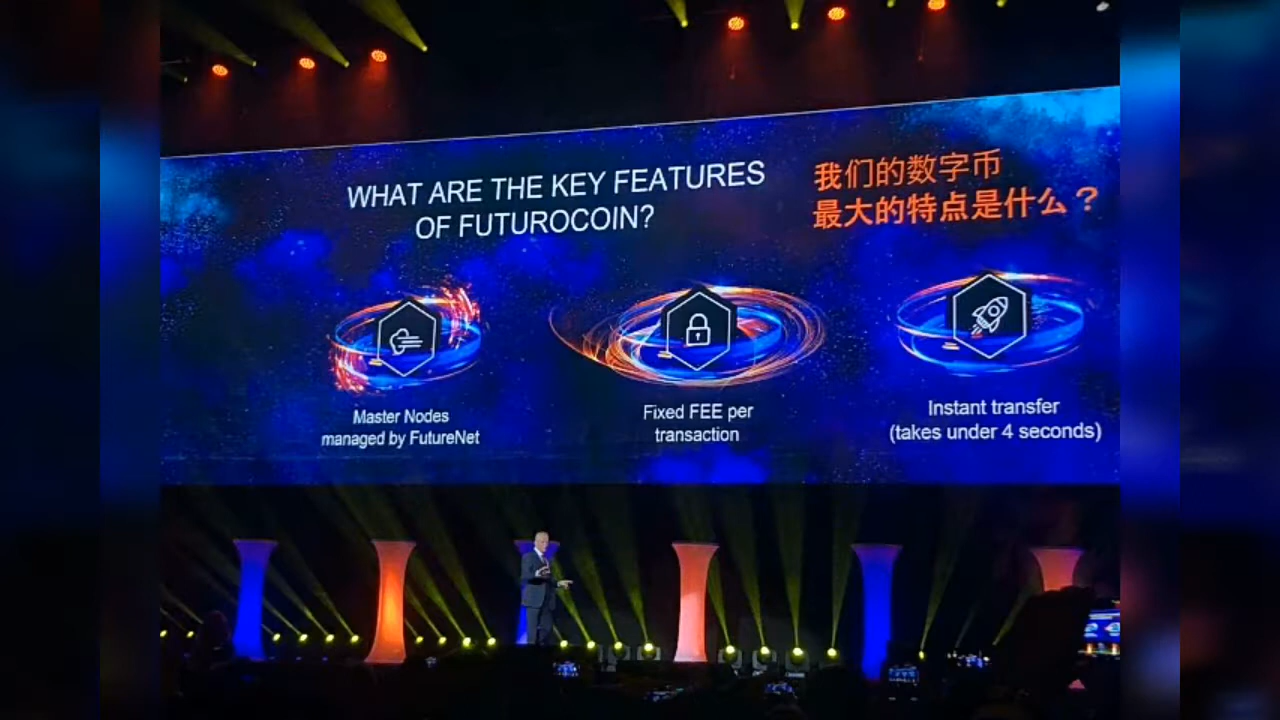 WHAT ARE THE KEY FEATURES
OF FUTUROCOIN?
我们的数字币
最大的特点是什么？
Master Nodes
managed by FutureNet
Fixed FEE per
transaction
Instant transfer
(takes under 4 seconds)